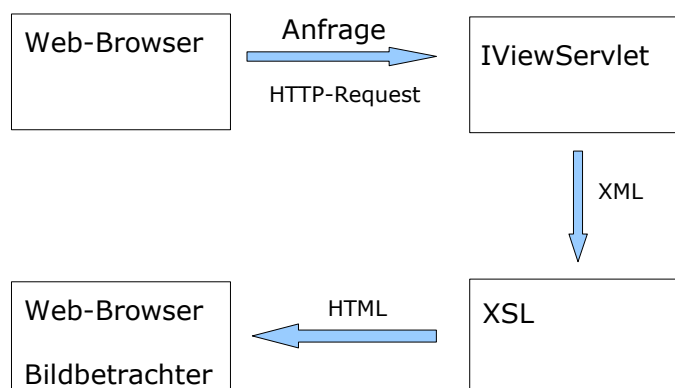 Web-Browser
Anfrage
HTTP-Request
IViewServlet
XML
XSL
HTML
Web-Browser
Bildbetrachter